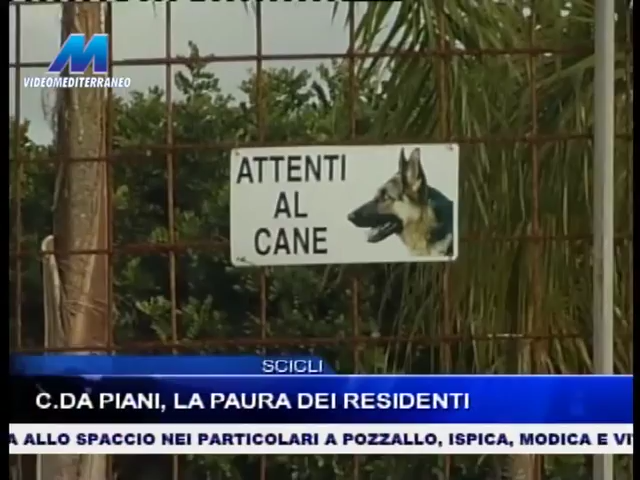 M
VIDEOMEDITERRANEO
ATTENTI
AL
CANE
SCICLI
C.DA PIANI, LA PAURA DEI RESIDENTI
ALLO SPACCIO NEI PARTICOLARI A POZZALLO, ISPICA, MODICA E